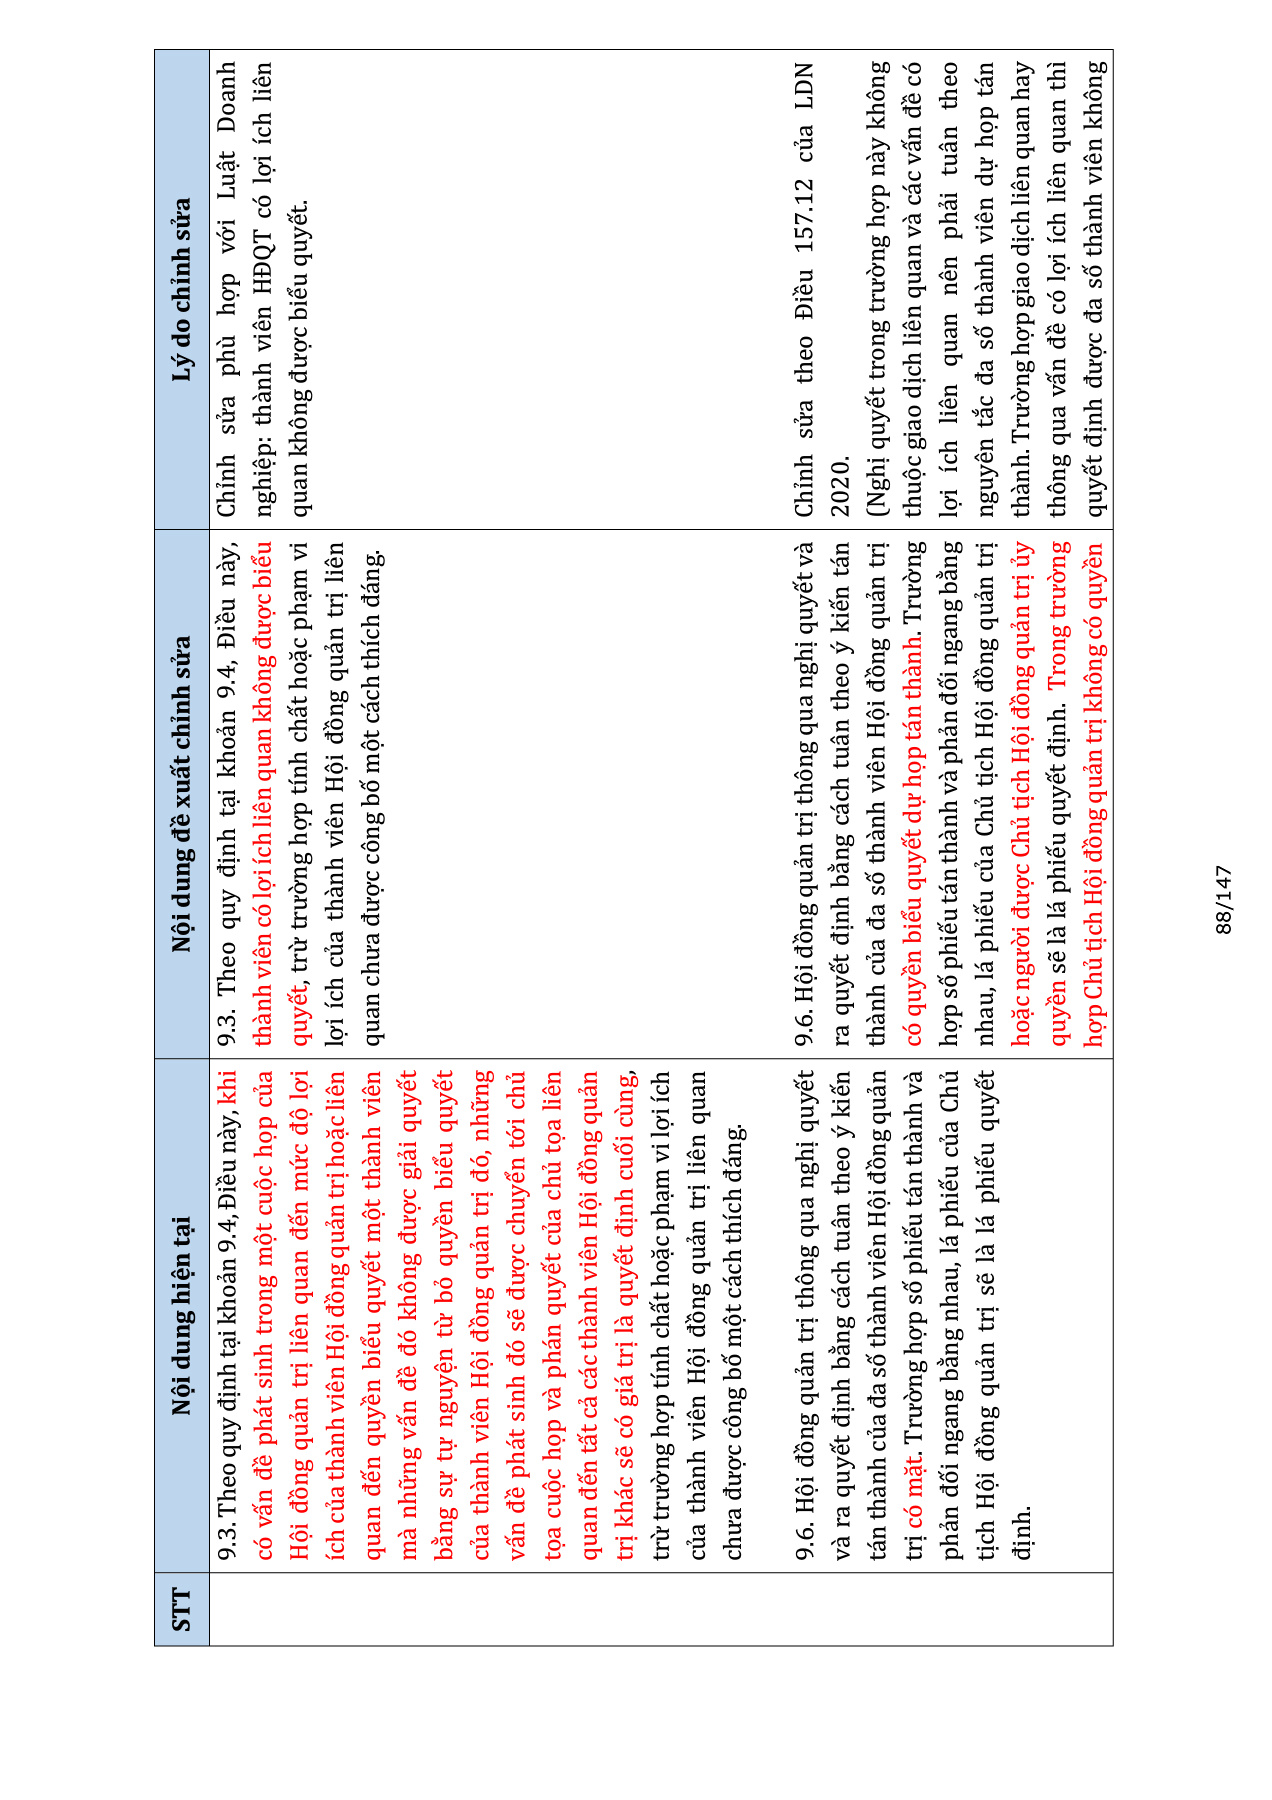 STT
Nội dung hiện tại
Nội dung đề xuất chỉnh sửa
Lý do chỉnh sửa
9.3. Theo quy định tại khoản 9.4, Điều này, khi
có vấn đề phát sinh trong một cuộc họp của
Hội đồng quản trị liên quan đến mức độ lợi
ích của thành viên Hội đồng quản trị hoặc liên
quan đến quyền biểu quyết một thành viên
mà những vấn đề đó không được giải quyết
bằng sự tự nguyện từ bỏ quyền biểu quyết
của thành viên Hội đồng quản trị đó, những
vấn đề phát sinh đó sẽ được chuyển tới chủ
tọa cuộc họp và phán quyết của chủ tọa liên
quan đến tất cả các thành viên Hội đồng quản
trị khác sẽ có giá trị là quyết định cuối cùng,
trừ trường hợp tính chất hoặc phạm vi lợi ích
của thành viên Hội đồng quản trị liên quan
chưa được công bố một cách thích đáng.
9.3. Theo quy định tại khoản 9.4, Điều này,
thành viên có lợi ích liên quan không được biểu
quyết, trừ trường hợp tính chất hoặc phạm vi
lợi ích của thành viên Hội đồng quản trị liên
quan chưa được công bố một cách thích đáng.
Chỉnh sửa phù hợp với Luật Doanh
nghiệp: thành viên HĐQT có lợi ích liên
quan không được biểu quyết.
9.6. Hội đồng quản trị thông qua nghị quyết
và ra quyết định bằng cách tuân theo ý kiến
tán thành của đa số thành viên Hội đồng quản
trị có mặt. Trường hợp số phiếu tán thành và
phản đối ngang bằng nhau, lá phiếu của Chủ
tịch Hội đồng quản trị sẽ là lá phiếu quyết
định.
9.6. Hội đồng quản trị thông qua nghị quyết và
ra quyết định bằng cách tuân theo ý kiến tán
thành của đa số thành viên Hội đồng quản trị
có quyền biểu quyết dự họp tán thành. Trường
hợp số phiếu tán thành và phản đối ngang bằng
nhau, lá phiếu của Chủ tịch Hội đồng quản trị
hoặc người được Chủ tịch Hội đồng quản trị ủy
quyền sẽ là lá phiếu quyết định. Trong trường
hợp Chủ tịch Hội đồng quản trị không có quyền
Chỉnh sửa theo Điều 157.12 của LDN
2020.
(Nghị quyết trong trường hợp này không
thuộc giao dịch liên quan và các vấn đề có
lợi ích liên quan nên phải tuân theo
nguyên tắc đa số thành viên dự họp tán
thành. Trường hợp giao dịch liên quan hay
thông qua vấn đề có lợi ích liên quan thì
quyết định được đa số thành viên không
88/147